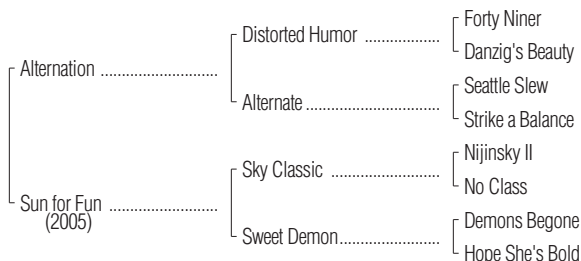 Forty Niner
Distorted Humor
Danzig's Beauty
Alternation
Seattle Slew
Alternate
Strike a Balance
Nijinsky II
Sky Classic
No Class
Sun for Fun
(2005)
Demons Begone
Sweet Demon
Hope She's Bold